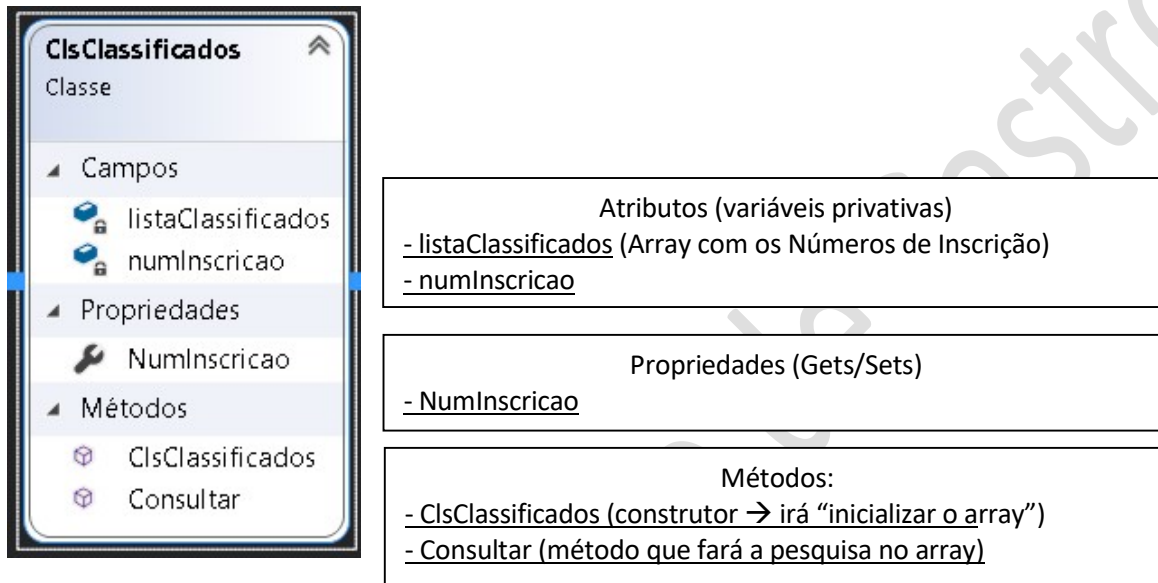 ClsClassificados
Classe
Campos
listaClassificados
numInscricao
Propriedades
NumInscricao
Métodos
ClsClassificados
Consultar
Atributos (variáveis privativas)
- listaClassificados (Array com os Números de Inscrição)
- numInscricao
Propriedades (Gets/Sets)
- NumInscricao
Métodos:
- ClsClassificados (construtor → irá “inicializar o array”)
- Consultar (método que fará a pesquisa no array)